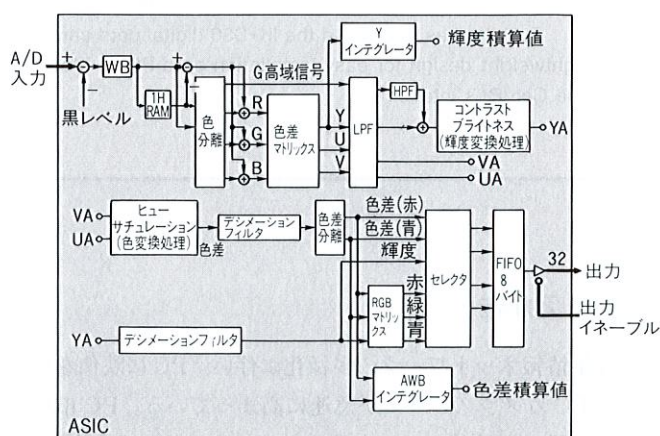 A/D
入力
+
−
黒レベル
WB
1H
RAM
+
−
色
分離
G高域信号
R
G
B
+
+
+
色差
マトリックス
Y
インテグレータ
輝度積算値
Y
U
V
LPF
HPF
+
コントラスト
ブライトネス
(輝度変換処理)
YA
VA
UA
VA
UA
ヒュー
サチュレーション
(色変換処理)
色差
デシメーション
フィルタ
色差
分離
色差(赤)
色差(青)
輝度
RGB
マトリ
ックス
赤
緑
青
セレクタ
FIFO
8
バイト
32
出力
出力
イネーブル
YA
デシメーションフィルタ
AWB
インテグレータ
色差積算値
ASIC